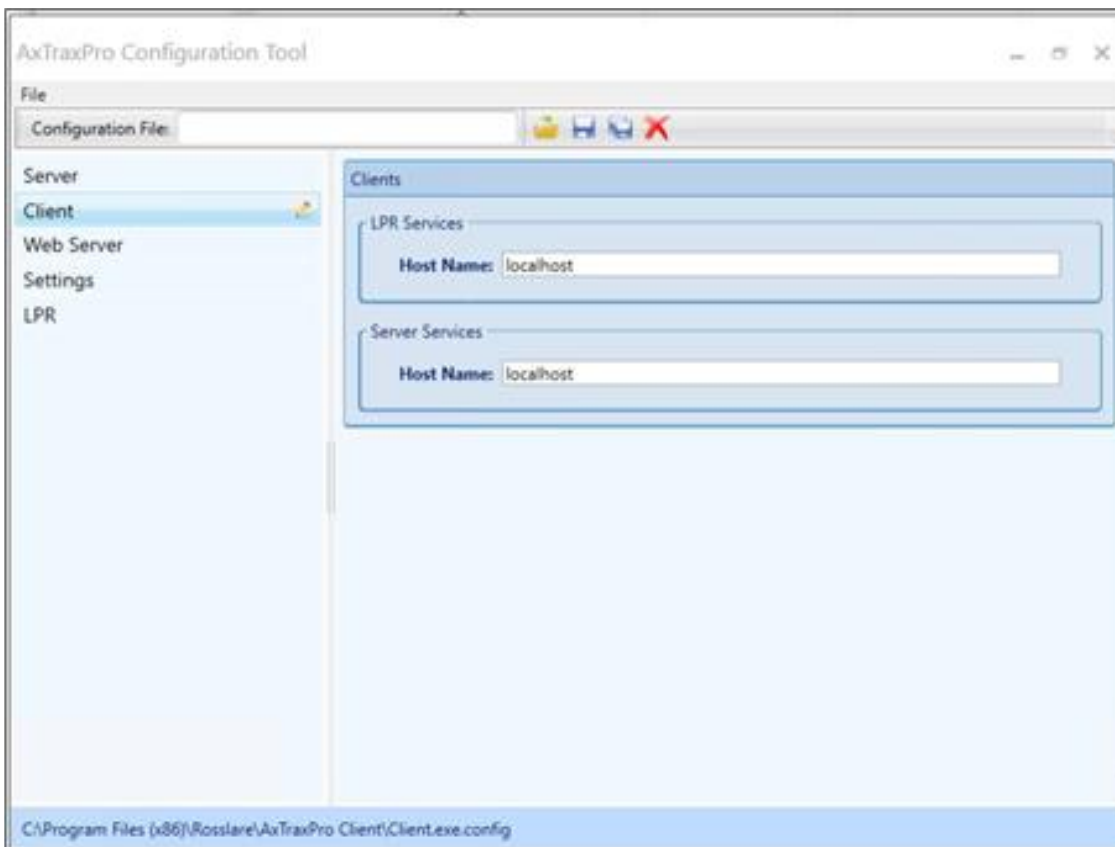 AxTraxPro Configuration Tool
File
Configuration File:
Server
Client
Web Server
Settings
LPR
Clients
LPR Services
Host Name: localhost
Server Services
Host Name: localhost
C:\Program Files (x86)\Rosslare\AxTraxPro Client\Client.exe.config